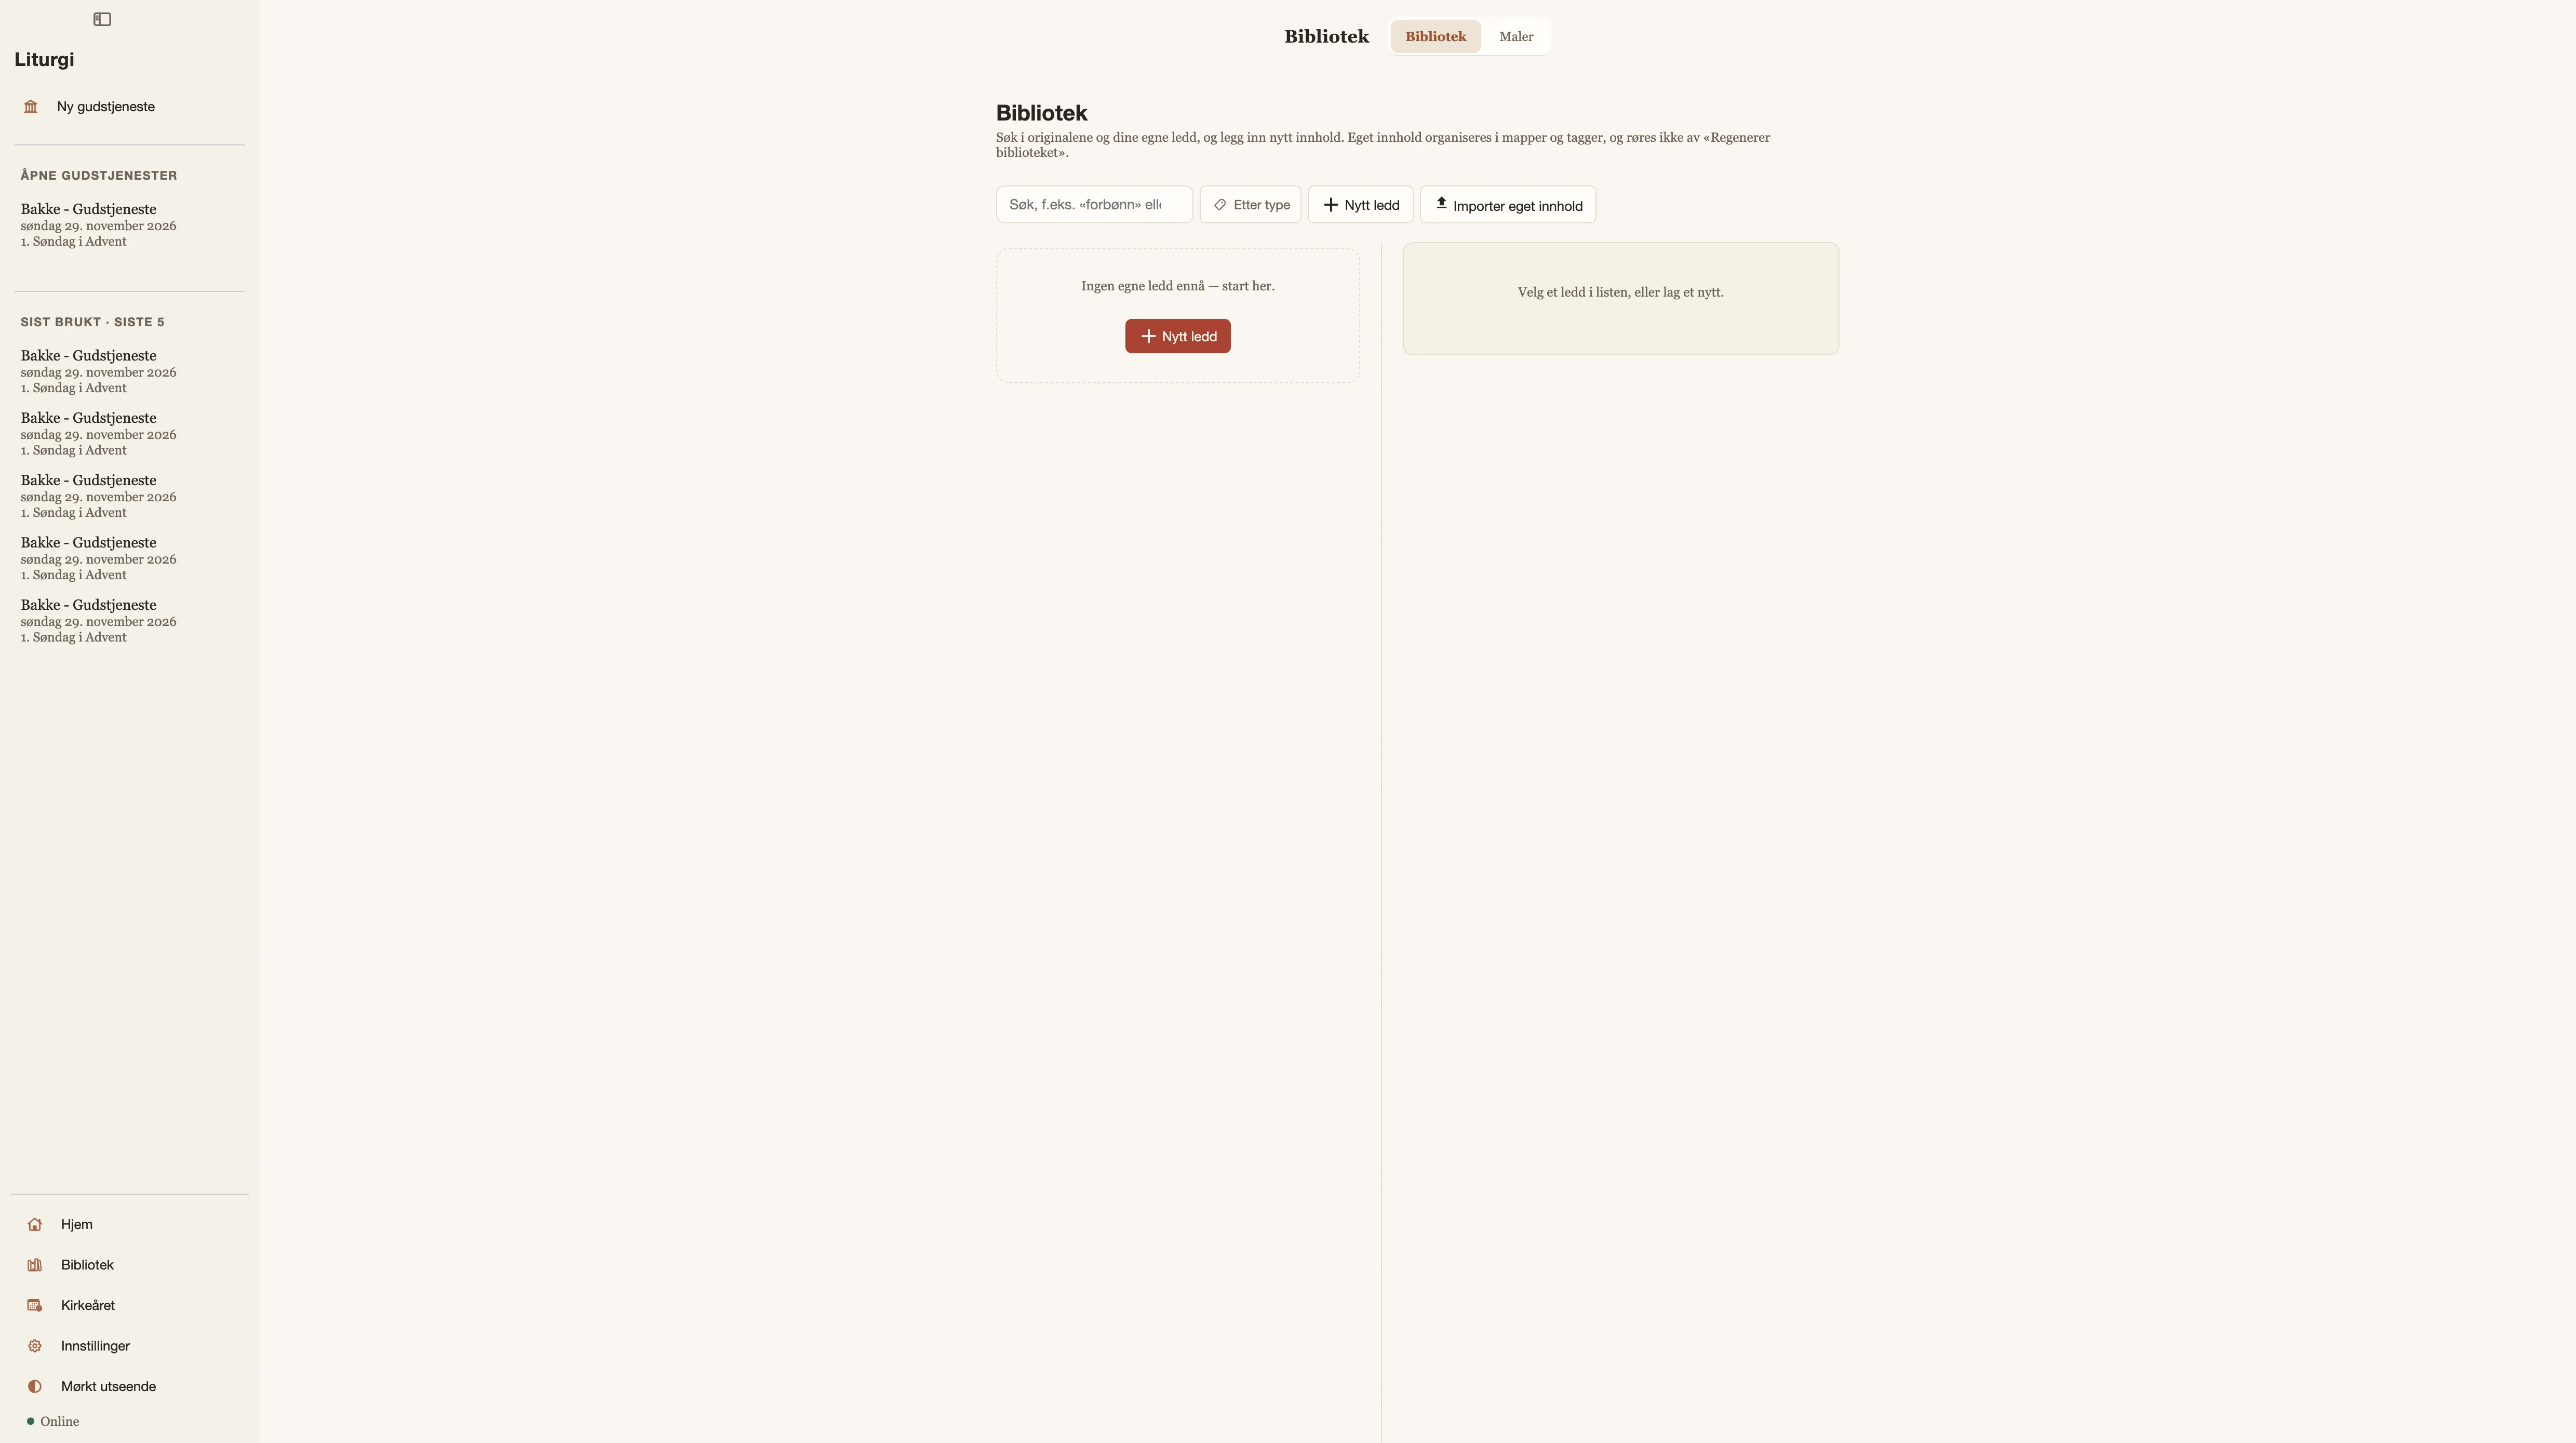 Liturgi
Ny gudstjeneste
ÅPNE GUDSTJENESTER
Bakke - Gudstjeneste
søndag 29. november 2026
1. Søndag i Advent
SIST BRUKT · SISTE 5
Bakke - Gudstjeneste
søndag 29. november 2026
1. Søndag i Advent
Bakke - Gudstjeneste
søndag 29. november 2026
1. Søndag i Advent
Bakke - Gudstjeneste
søndag 29. november 2026
1. Søndag i Advent
Bakke - Gudstjeneste
søndag 29. november 2026
1. Søndag i Advent
Bakke - Gudstjeneste
søndag 29. november 2026
1. Søndag i Advent
Hjem
Bibliotek
Kirkeåret
Innstillinger
Mørkt utseende
Online
Bibliotek Bibliotek Maler
Bibliotek
Søk i originalene og dine egne ledd, og legg inn nytt innhold. Eget innhold organiseres i mapper og tagger, og røres ikke av «Regenerer
biblioteket».
Søk, f.eks. «forbønn» elle Etter type Nytt ledd Importer eget innhold
Ingen egne ledd ennå — start her.
Nytt ledd
Velg et ledd i listen, eller lag et nytt.